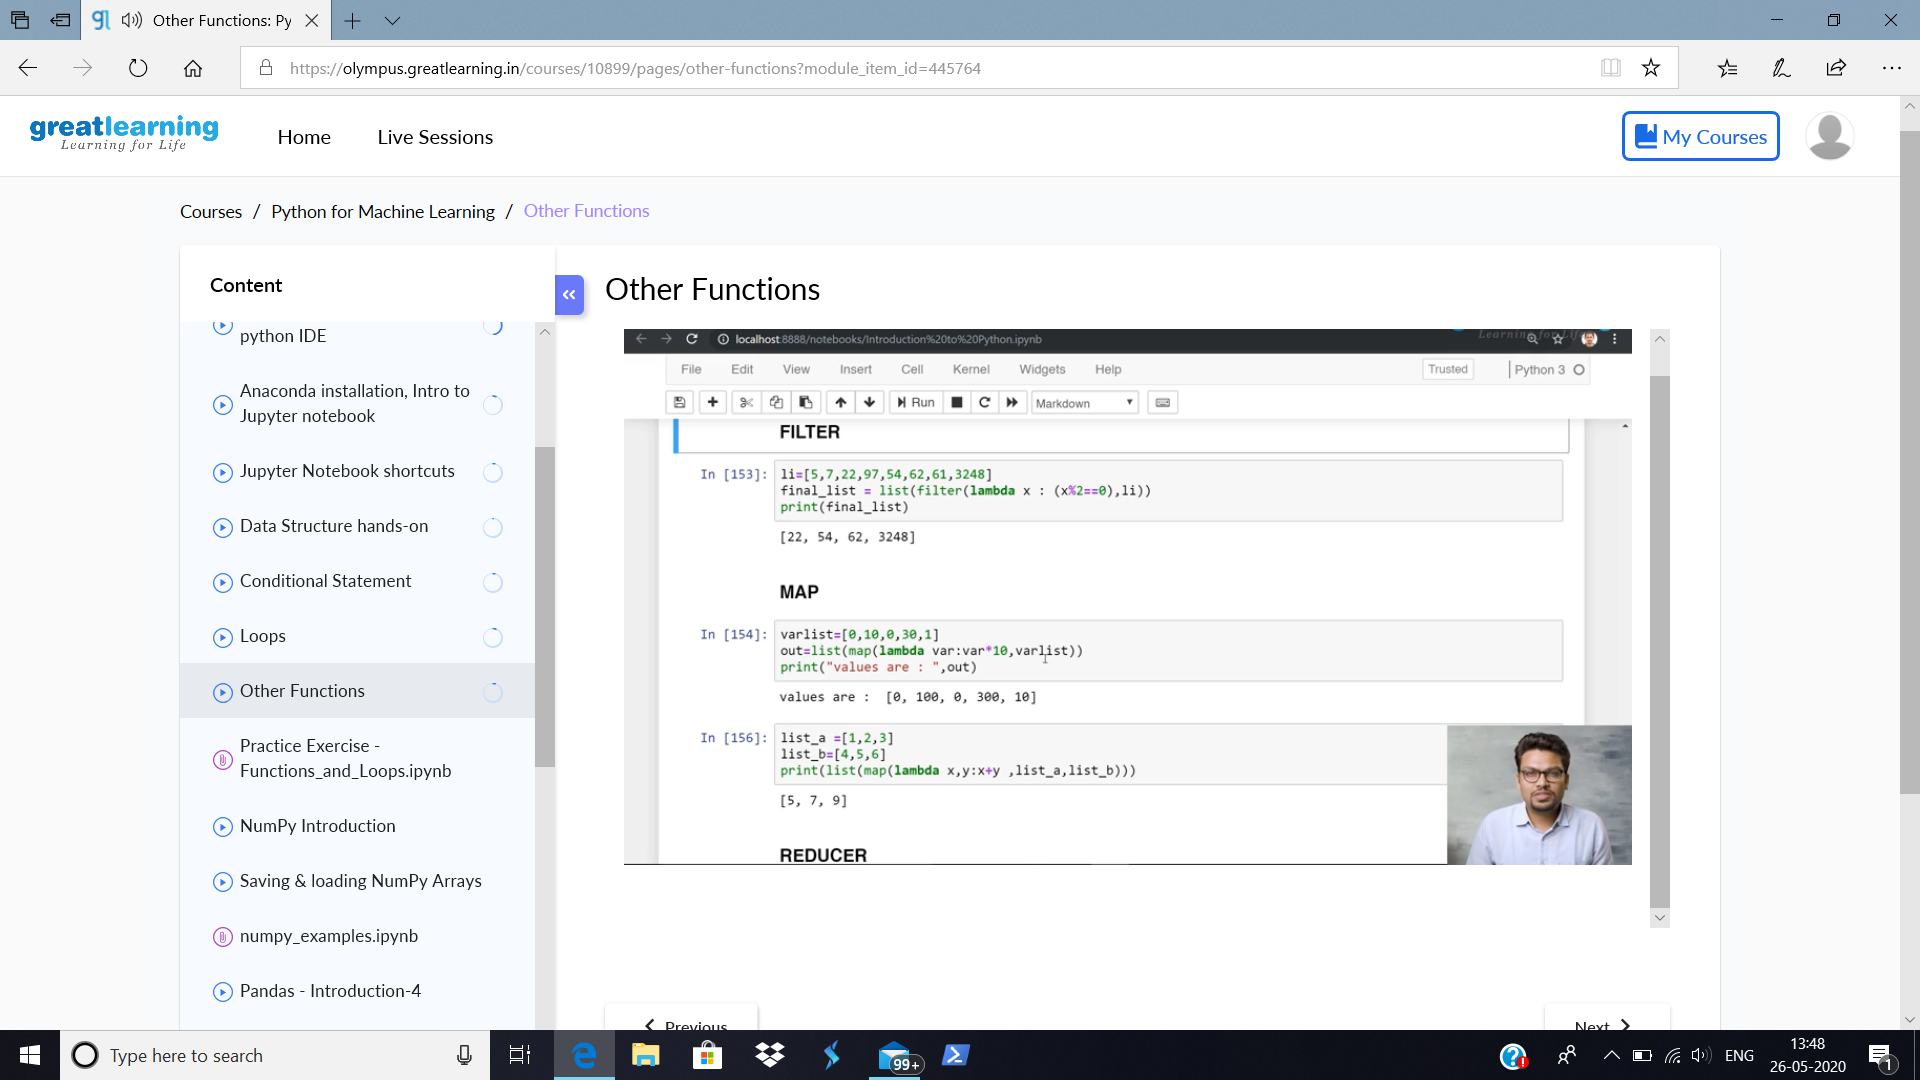 Other Functions: Py
https://olympus.greatlearning.in/courses/10899/pages/other-functions?module_item_id=445764
greatlearning
Learning for Life
Home
Live Sessions
My Courses
Courses / Python for Machine Learning / Other Functions
Content
python IDE
Anaconda installation, Intro to
Jupyter notebook
Jupyter Notebook shortcuts
Data Structure hands-on
Conditional Statement
Loops
Other Functions
Practice Exercise -
Functions_and_Loops.ipynb
NumPy Introduction
Saving & loading NumPy Arrays
numpy_examples.ipynb
Pandas - Introduction-4
Other Functions
localhost:8888/notebooks/Introduction%20to%20Python.ipynb
Learning for Life
File Edit View Insert Cell Kernel Widgets Help
Trusted
Python 3
Run
Markdown
FILTER
In [153]:
li=[5,7,22,97,54,62,61,3248]
final_list = list(filter(lambda x : (x%2==0),li))
print(final_list)
[22, 54, 62, 3248]
MAP
In [154]:
varlist=[0,10,0,30,1]
out=list(map(lambda var:var*10,varlist))
print("values are : ",out)
values are :  [0, 100, 0, 300, 10]
In [156]:
list_a =[1,2,3]
list_b=[4,5,6]
print(list(map(lambda x,y:x+y ,list_a,list_b)))
[5, 7, 9]
REDUCER
Previous
Next
Type here to search
99+
ENG
13:48
26-05-2020
1